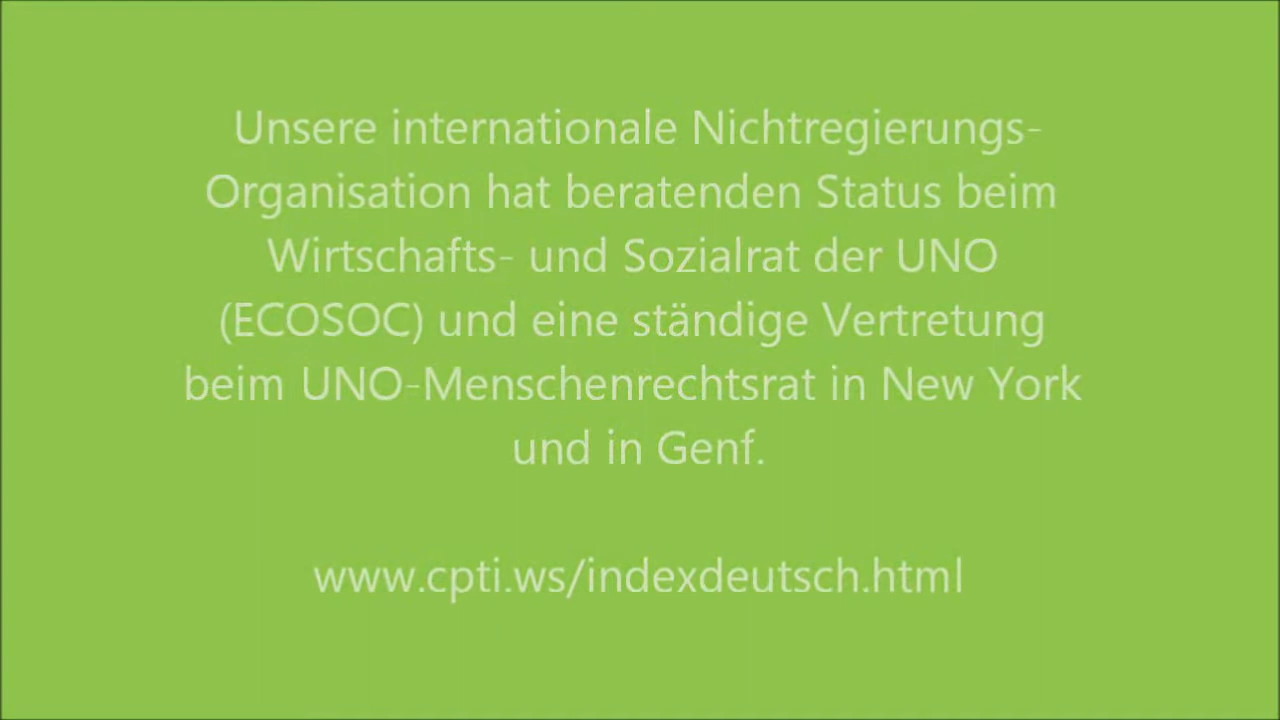 Unsere internationale Nichtregierungs-
Organisation hat beratenden Status beim
Wirtschafts- und Sozialrat der UNO
(ECOSOC) und eine ständige Vertretung
beim UNO-Menschenrechtsrat in New York
und in Genf.
www.cpti.ws/indexdeutsch.html